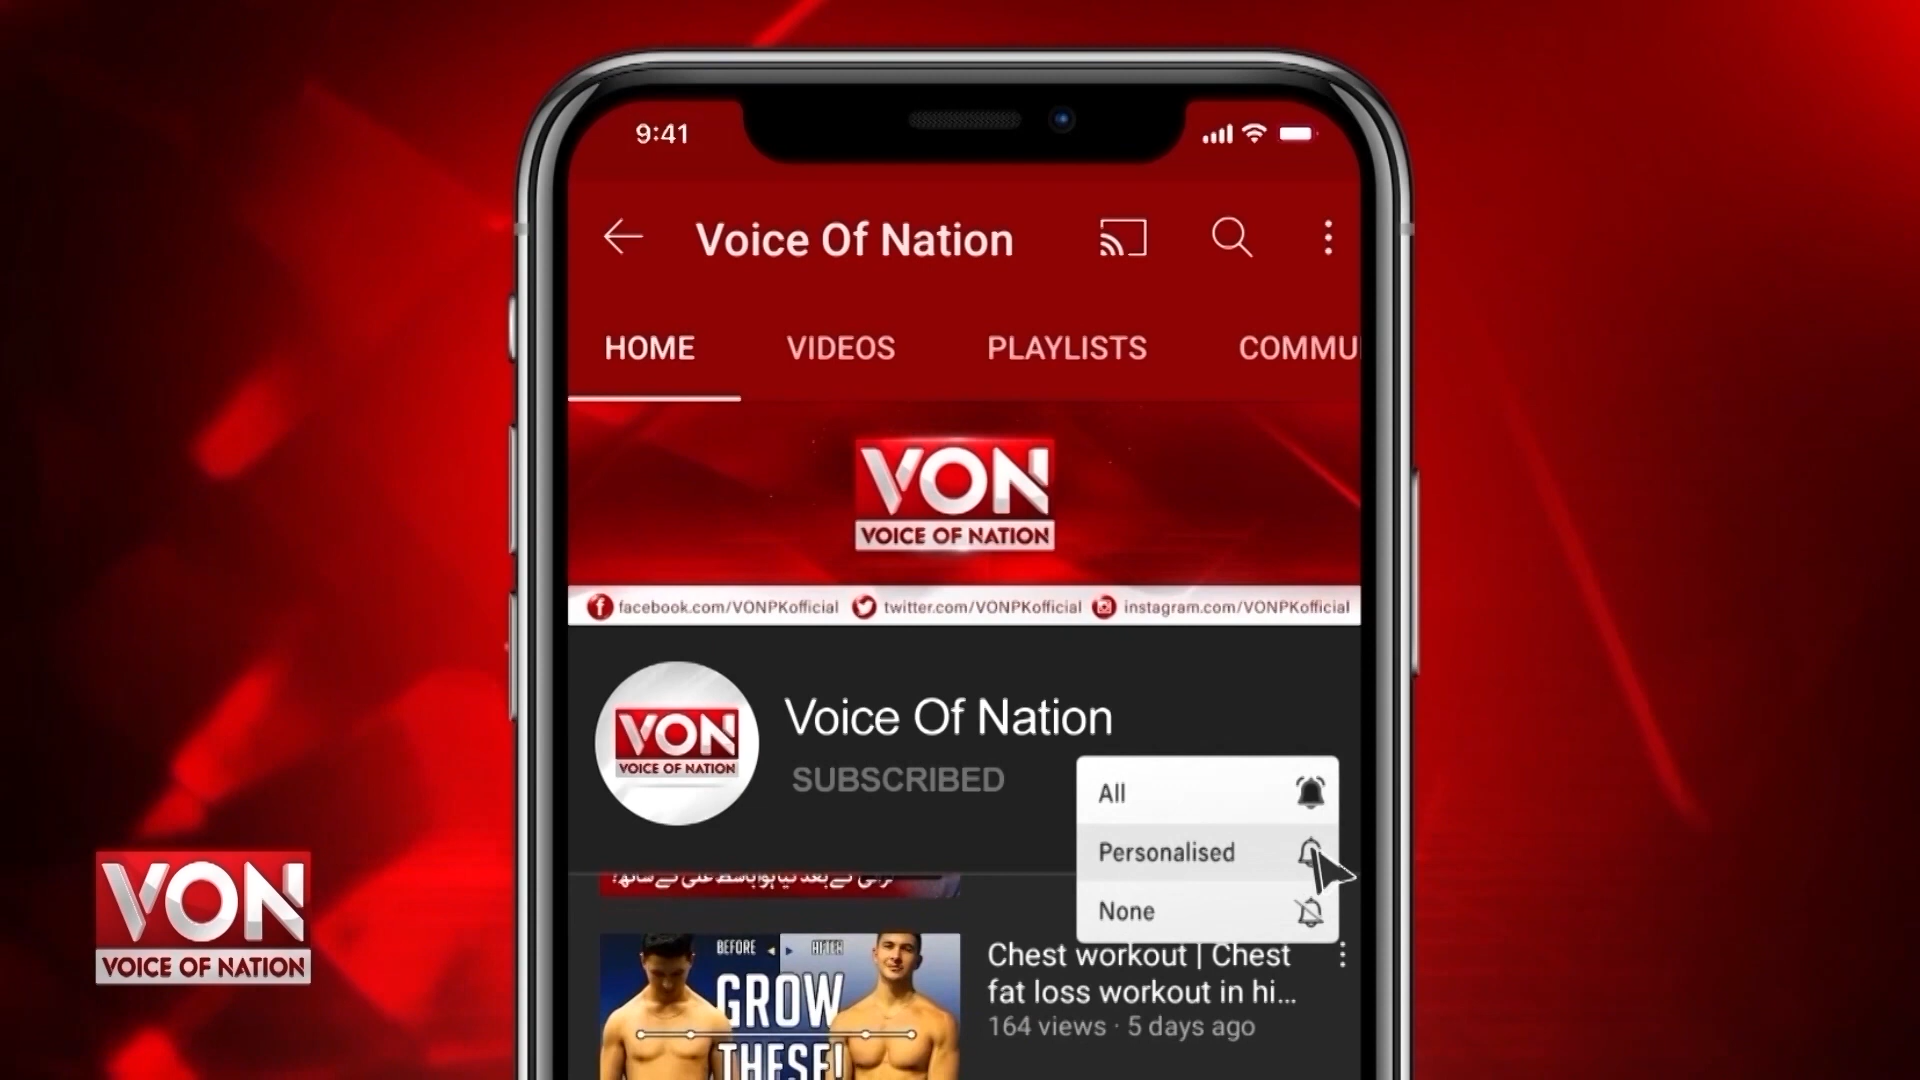 9:41
Voice Of Nation
HOME VIDEOS PLAYLISTS COMMU
VON
VOICE OF NATION
facebook.com/VONPKofficial twitter.com/VONPKofficial instagram.com/VONPKofficial
VON
VOICE OF NATION
Voice Of Nation
SUBSCRIBED
All
Personalised
None
BEFORE AFTER
GROW
THESE!
Chest workout | Chest
fat loss workout in hi...
164 views · 5 days ago
VON
VOICE OF NATION